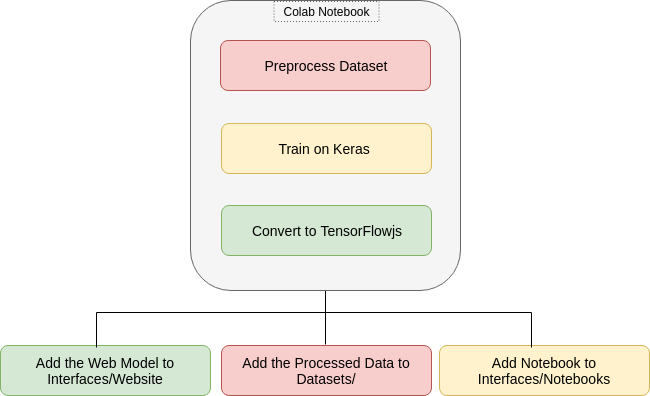 Colab Notebook
Preprocess Dataset
Train on Keras
Convert to TensorFlowjs
Add the Web Model to
Interfaces/Website
Add the Processed Data to
Datasets/
Add Notebook to
Interfaces/Notebooks